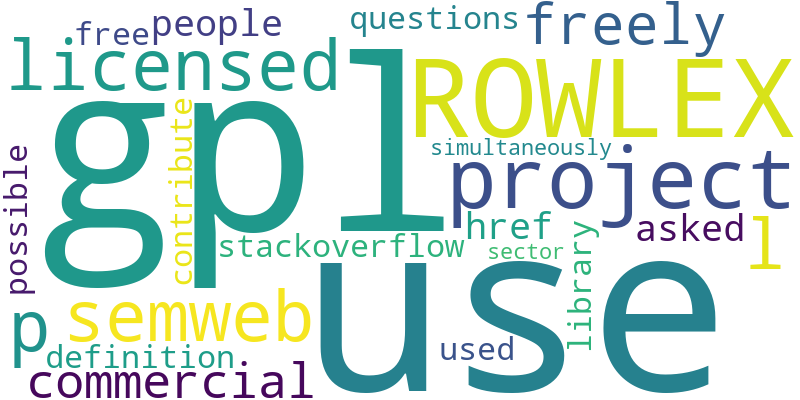 free
people
questions
freely
licensed
ROWLEX
gpl
contribute
simultaneously
possible
project
href
asked
l
stackoverflow
sector
library
use
semweb
p
definition
used
commercial